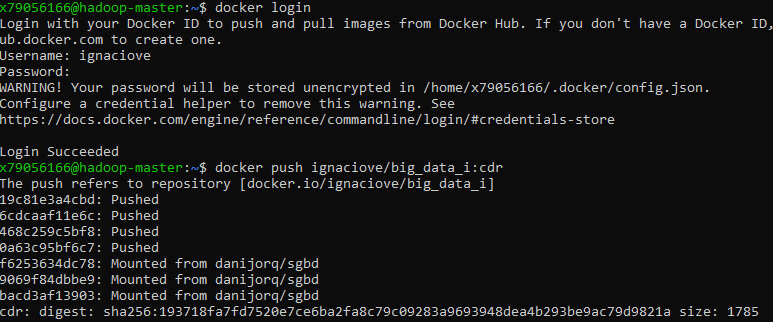 x79056166@hadoop-master:~$ docker login
Login with your Docker ID to push and pull images from Docker Hub. If you don't have a Docker ID,
ub.docker.com to create one.
Username: ignaciove
Password:
WARNING! Your password will be stored unencrypted in /home/x79056166/.docker/config.json.
Configure a credential helper to remove this warning. See
https://docs.docker.com/engine/reference/commandline/login/#credentials-store

Login Succeeded
x79056166@hadoop-master:~$ docker push ignaciove/big_data_i:cdr
The push refers to repository [docker.io/ignaciove/big_data_i]
19c81e3a4cbd: Pushed
6cdcaaf11e6c: Pushed
468c259c5bf8: Pushed
0a63c95bf6c7: Pushed
f6253634dc78: Mounted from danijorq/sgbd
9069f84dbbe9: Mounted from danijorq/sgbd
bacd3af13903: Mounted from danijorq/sgbd
cdr: digest: sha256:193718fa7fd7520e7ce6ba2fa8c79c09283a9693948dea4b293be9ac79d9821a size: 1785